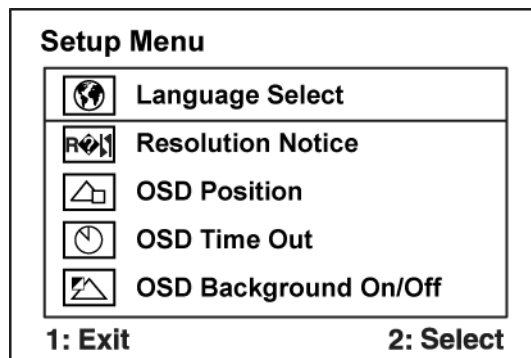 Setup Menu
Language Select
Resolution Notice
OSD Position
OSD Time Out
OSD Background On/Off
1: Exit 2: Select